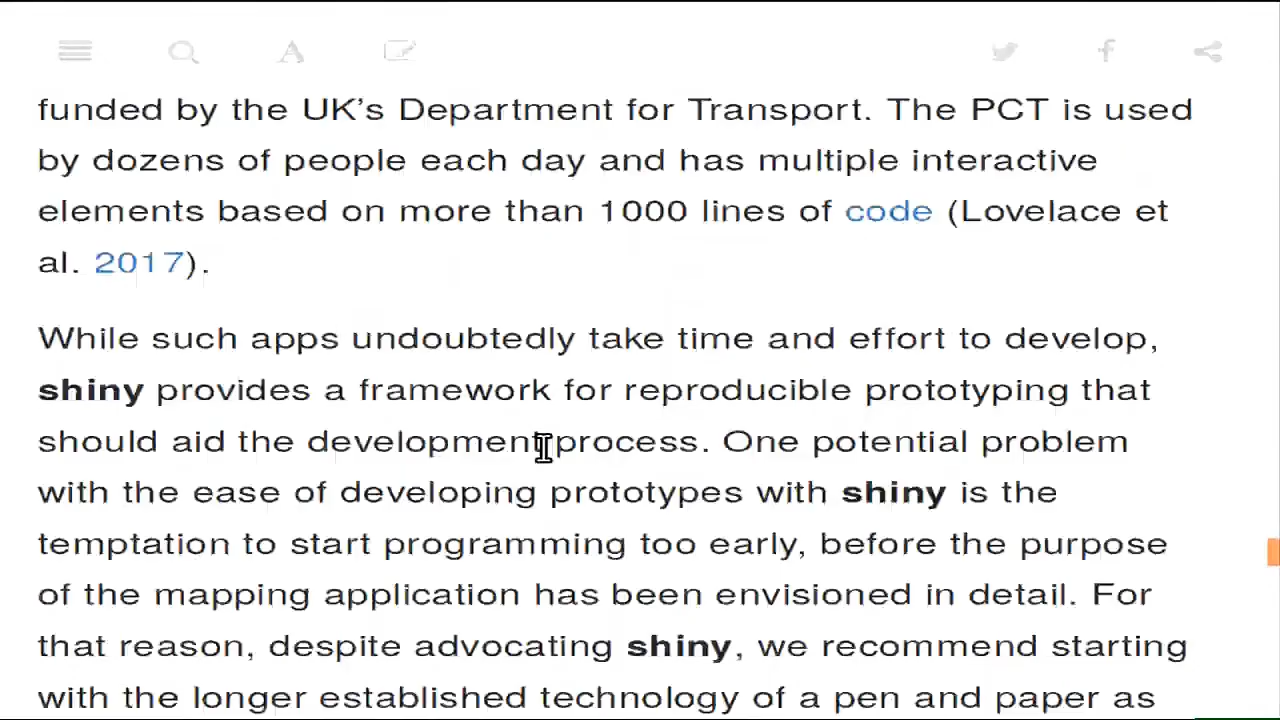 funded by the UK’s Department for Transport. The PCT is used
by dozens of people each day and has multiple interactive
elements based on more than 1000 lines of code (Lovelace et
al. 2017).
While such apps undoubtedly take time and effort to develop,
shiny provides a framework for reproducible prototyping that
should aid the development process. One potential problem
with the ease of developing prototypes with shiny is the
temptation to start programming too early, before the purpose
of the mapping application has been envisioned in detail. For
that reason, despite advocating shiny, we recommend starting
with the longer established technology of a pen and paper as